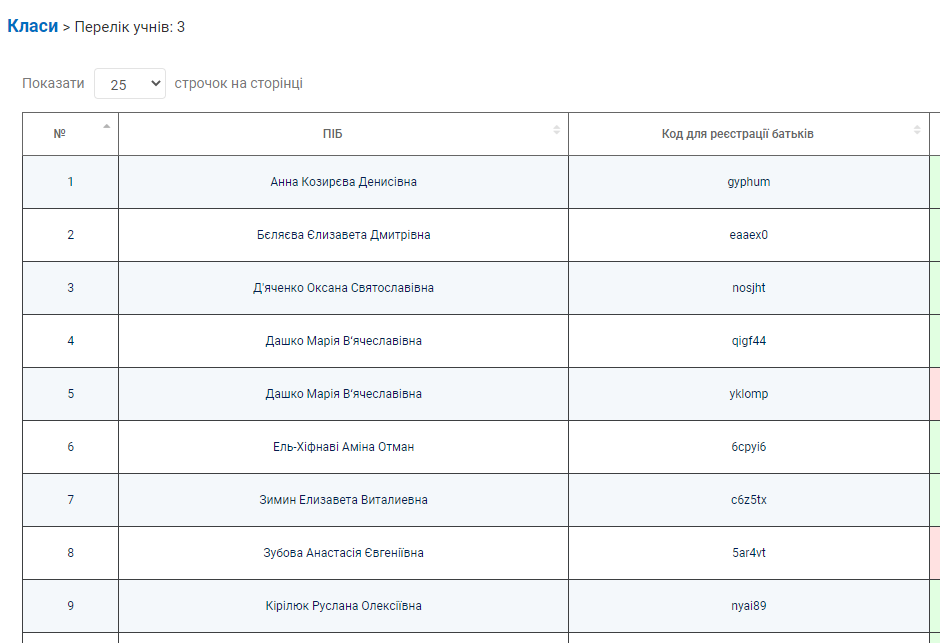 Класи > Перелік учнів: 3
Показати 25 строчок на сторінці
№ ПІБ Код для реєстрації батьків
1 Анна Козирєва Денисівна gyphum
2 Бєляєва Єлизавета Дмитрівна eaaex0
3 Д'яченко Оксана Святославівна nosjht
4 Дашко Марія В'ячеславівна qigf44
5 Дашко Марія В'ячеславівна yklomp
6 Ель-Хіфнаві Аміна Отман 6cpyi6
7 Зимин Елизавета Виталиевна c6z5tx
8 Зубова Анастасія Євгеніївна 5ar4vt
9 Кірілюк Руслана Олексіївна nyai89